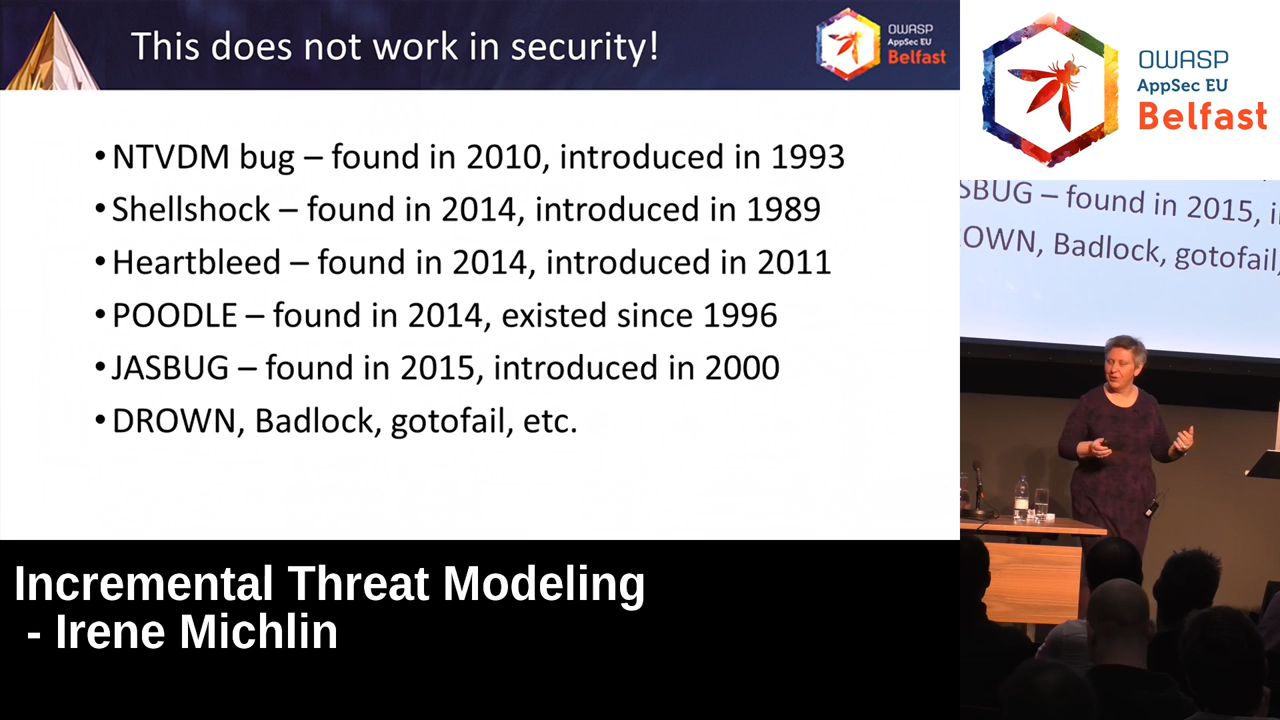 This does not work in security!
OWASP
AppSec EU
Belfast
• NTVDM bug – found in 2010, introduced in 1993
• Shellshock – found in 2014, introduced in 1989
• Heartbleed – found in 2014, introduced in 2011
• POODLE – found in 2014, existed since 1996
• JASBUG – found in 2015, introduced in 2000
• DROWN, Badlock, gotofail, etc.
OWASP
AppSec EU
Belfast
SBUG – found in 2015, i
OWN, Badlock, gotofail,
Incremental Threat Modeling
- Irene Michlin